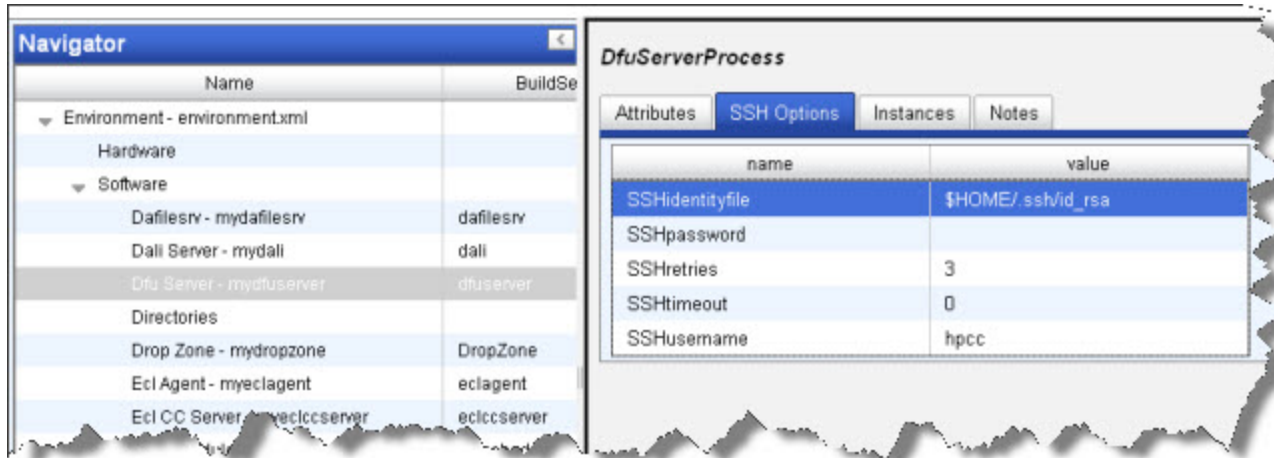 Navigator
Name BuildSe
Environment - environment.xml
Hardware
Software
Dafilesrv - mydafilesrv dafilesrv
Dali Server - mydali dali
Dfu Server - mydfuserver dfuserver
Directories
Drop Zone - mydropzone DropZone
Ecl Agent - myeclagent eclagent
Ecl CC Server - myeclccserver eclccserver
DfuServerProcess
Attributes SSH Options Instances Notes
name value
SSHidentityfile $HOME/.ssh/id_rsa
SSHpassword
SSHretries 3
SSHtimeout 0
SSHusername hpcc